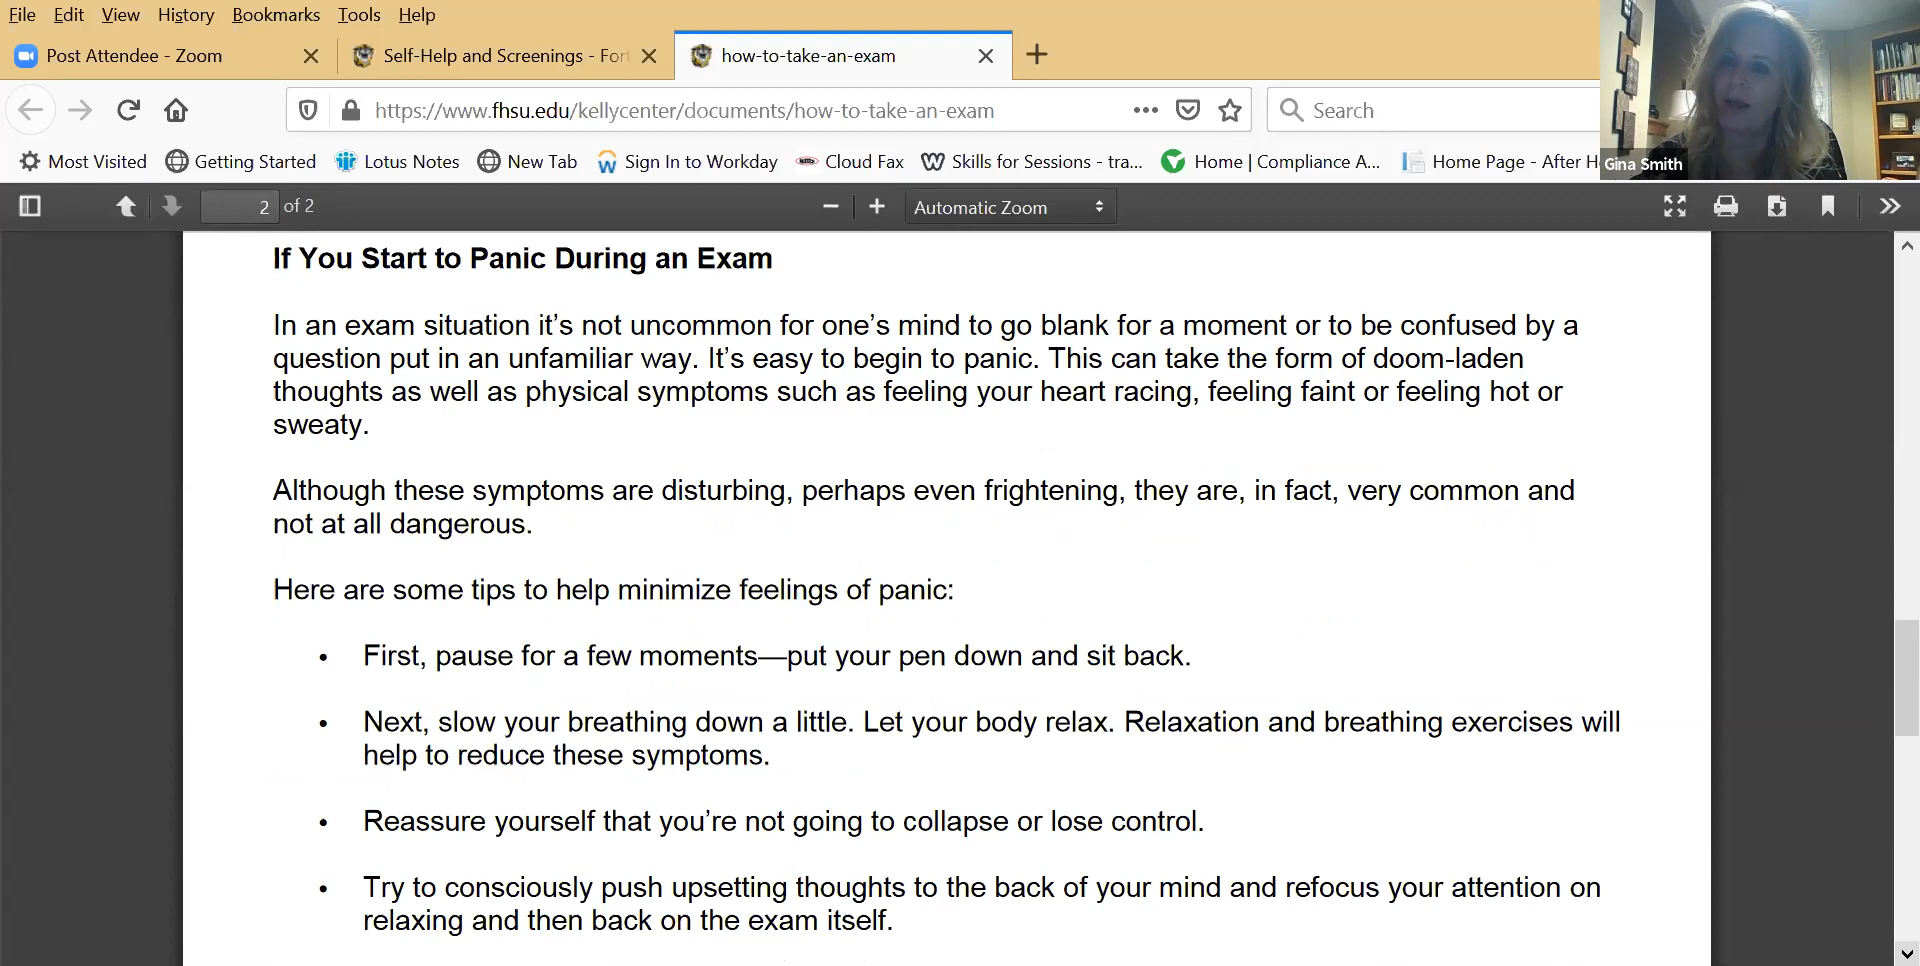 File Edit View History Bookmarks Tools Help
Post Attendee - Zoom
Self-Help and Screenings - Fort
how-to-take-an-exam
https://www.fhsu.edu/kellycenter/documents/how-to-take-an-exam
Search
Most Visited Getting Started Lotus Notes New Tab Sign In to Workday Cloud Fax Skills for Sessions - tra... Home | Compliance A... Home Page - After H
Gina Smith
2 of 2
Automatic Zoom
If You Start to Panic During an Exam
In an exam situation it’s not uncommon for one’s mind to go blank for a moment or to be confused by a
question put in an unfamiliar way. It’s easy to begin to panic. This can take the form of doom-laden
thoughts as well as physical symptoms such as feeling your heart racing, feeling faint or feeling hot or
sweaty.
Although these symptoms are disturbing, perhaps even frightening, they are, in fact, very common and
not at all dangerous.
Here are some tips to help minimize feelings of panic:
• First, pause for a few moments—put your pen down and sit back.
• Next, slow your breathing down a little. Let your body relax. Relaxation and breathing exercises will
help to reduce these symptoms.
• Reassure yourself that you’re not going to collapse or lose control.
• Try to consciously push upsetting thoughts to the back of your mind and refocus your attention on
relaxing and then back on the exam itself.